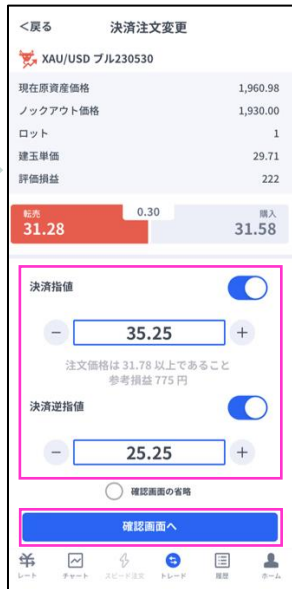 <戻る 決済注文変更
XAU/USD ブル230530
現在原資産価格 1,960.98
ノックアウト価格 1,930.00
ロット 1
建玉単価 29.71
評価損益 222
転売 0.30 購入
31.28 31.58
決済指値
− 35.25 +
注文価格は 31.78 以上であること
参考損益 775 円
決済逆指値
− 25.25 +
確認画面の省略
確認画面へ
レート チャート スピード注文 トレード 履歴 ホーム